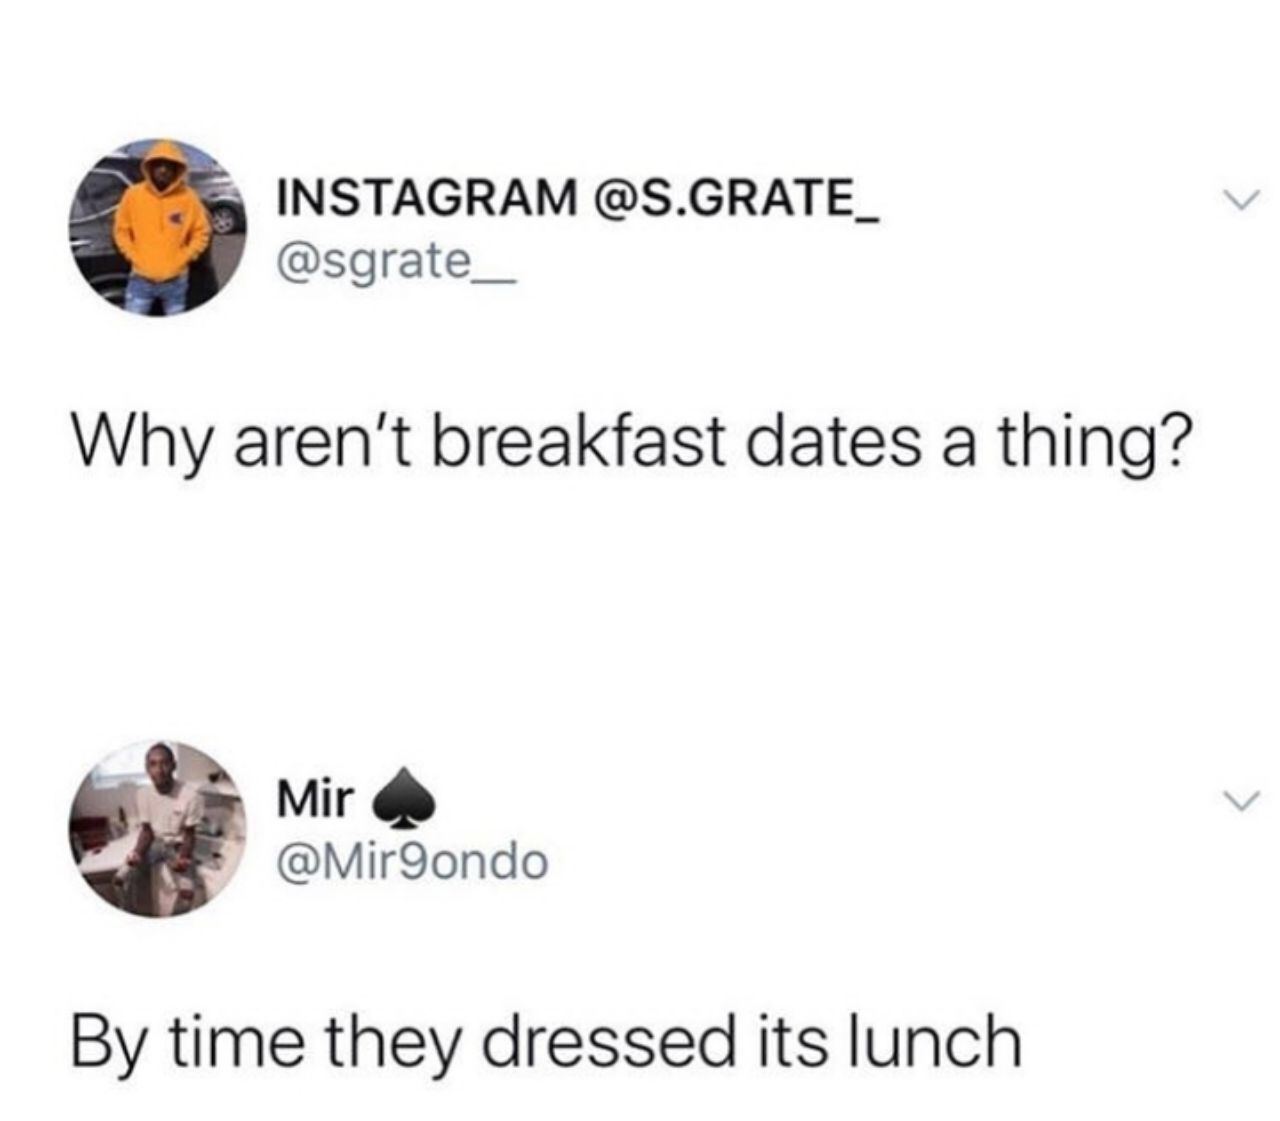 INSTAGRAM @S.GRATE_
@sgrate__
Why aren’t breakfast dates a thing?
Mir ♠️
@Mir9ondo
By time they dressed its lunch